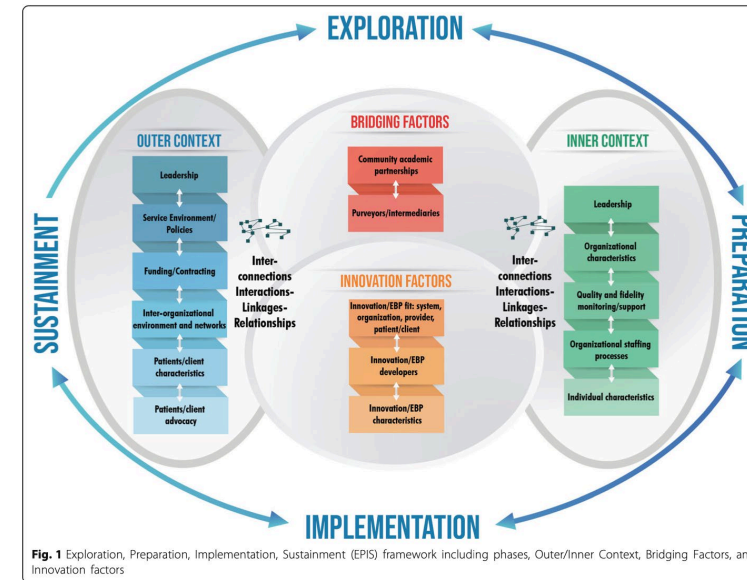 EXPLORATION
BRIDGING FACTORS
OUTER CONTEXT
INNER CONTEXT
Leadership
Service Environment/
Policies
Funding/Contracting
Inter-organizational
environment and networks
Patients/client
characteristics
Patients/client
advocacy
Community academic
partnerships
Purveyors/intermediaries
Inter-
connections
Interactions-
Linkages-
Relationships
INNOVATION FACTORS
Innovation/EBP fit: system,
organization, provider,
patient/client
Innovation/EBP
developers
Innovation/EBP
characteristics
Inter-
connections
Interactions-
Linkages-
Relationships
Leadership
Organizational
characteristics
Quality and fidelity
monitoring/support
Organizational staffing
processes
Individual characteristics
SUSTAINMENT
PREPARATION
IMPLEMENTATION
Fig. 1 Exploration, Preparation, Implementation, Sustainment (EPIS) framework including phases, Outer/Inner Context, Bridging Factors, an
Innovation factors